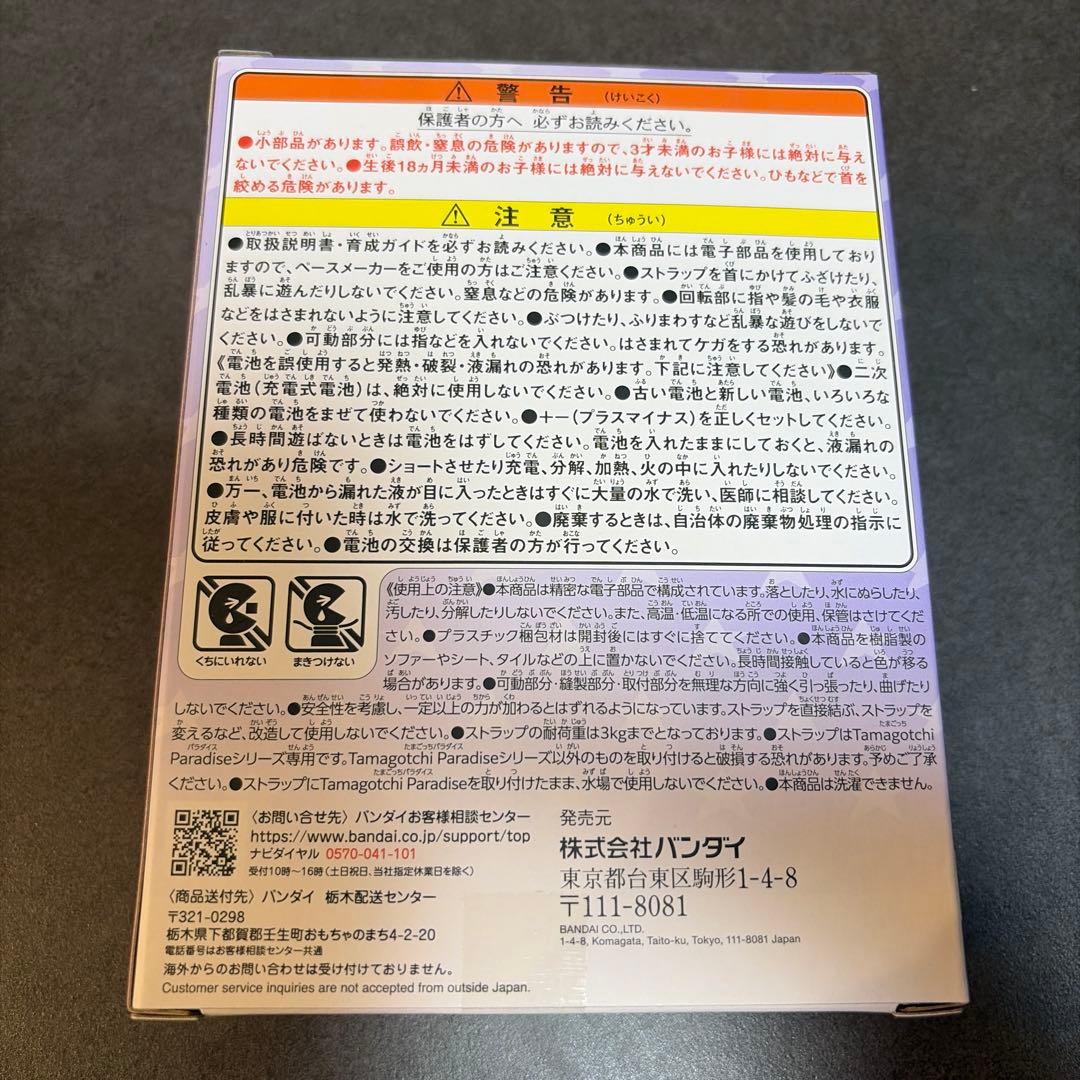 ⚠ 警告 (けいこく)
保護者の方へ 必ずお読みください。
●小部品があります。誤飲・窒息の危険がありますので、3才未満のお子様には絶対に与え
ないでください。●生後18ヵ月未満のお子様には絶対に与えないでください。ひもなどで首を
絞める危険があります。
⚠ 注意 (ちゅうい)
●取扱説明書・育成ガイドを必ずお読みください。●本商品には電子部品を使用しており
ますので、ペースメーカーをご使用の方はご注意ください。●ストラップを首にかけてふざけたり、
乱暴に遊んだりしないでください。窒息などの危険があります。●回転部に指や髪の毛や衣服
などをはさまれないように注意してください。●ぶつけたり、ふりまわすなど乱暴な遊びをしないで
ください。●可動部分には指などを入れないでください。はさまれてケガをする恐れがあります。
《電池を誤使用すると発熱・破裂・液漏れの恐れがあります。下記に注意してください》●二次
電池(充電式電池)は、絶対に使用しないでください。●古い電池と新しい電池、いろいろな
種類の電池をまぜて使わないでください。●+-(プラスマイナス)を正しくセットしてください。
●長時間遊ばないときは電池をはずしてください。電池を入れたままにしておくと、液漏れの
恐れがあり危険です。●ショートさせたり充電、分解、加熱、火の中に入れたりしないでください。
●万一、電池から漏れた液が目に入ったときはすぐに大量の水で洗い、医師に相談してください。
皮膚や服に付いた時は水で洗ってください。●廃棄するときは、自治体の廃棄物処理の指示に
従ってください。●電池の交換は保護者の方が行ってください。
くちにいれない
まきつけない
《使用上の注意》●本商品は精密な電子部品で構成されています。落としたり、水にぬらしたり、
汚したり、分解したりしないでください。また、高温・低温になる所での使用、保管はさけてくだ
さい。●プラスチック梱包材は開封後にはすぐに捨ててください。●本商品を樹脂製の
ソファーやシート、タイルなどの上に置かないでください。長時間接触していると色が移る
場合があります。●可動部分・縫製部分・取付部分を無理な方向に強く引っ張ったり、曲げたり
しないでください。●安全性を考慮し、一定以上の力が加わるとはずれるようになっています。ストラップを直接結ぶ、ストラップを
変えるなど、改造して使用しないでください。●ストラップの耐荷重は3kgまでとなっております。●ストラップはTamagotchi
Paradiseシリーズ専用です。Tamagotchi Paradiseシリーズ以外のものを取り付けると破損する恐れがあります。予めご了承
ください。●ストラップにTamagotchi Paradiseを取り付けたまま、水場で使用しないでください。●本商品は洗濯できません。
〈お問い合せ先〉バンダイお客様相談センター
https://www.bandai.co.jp/support/top
ナビダイヤル 0570-041-101
受付10時〜16時(土日祝日、当社指定休業日を除く)
〈商品送付先〉バンダイ 栃木配送センター
〒321-0298
栃木県下都賀郡壬生町おもちゃのまち4-2-20
電話番号はお客様相談センター共通
海外からのお問い合わせは受け付けておりません。
Customer service inquiries are not accepted from outside Japan.
発売元
株式会社バンダイ
東京都台東区駒形1-4-8
〒111-8081
BANDAI CO.,LTD.
1-4-8, Komagata, Taito-ku, Tokyo, 111-8081 Japan